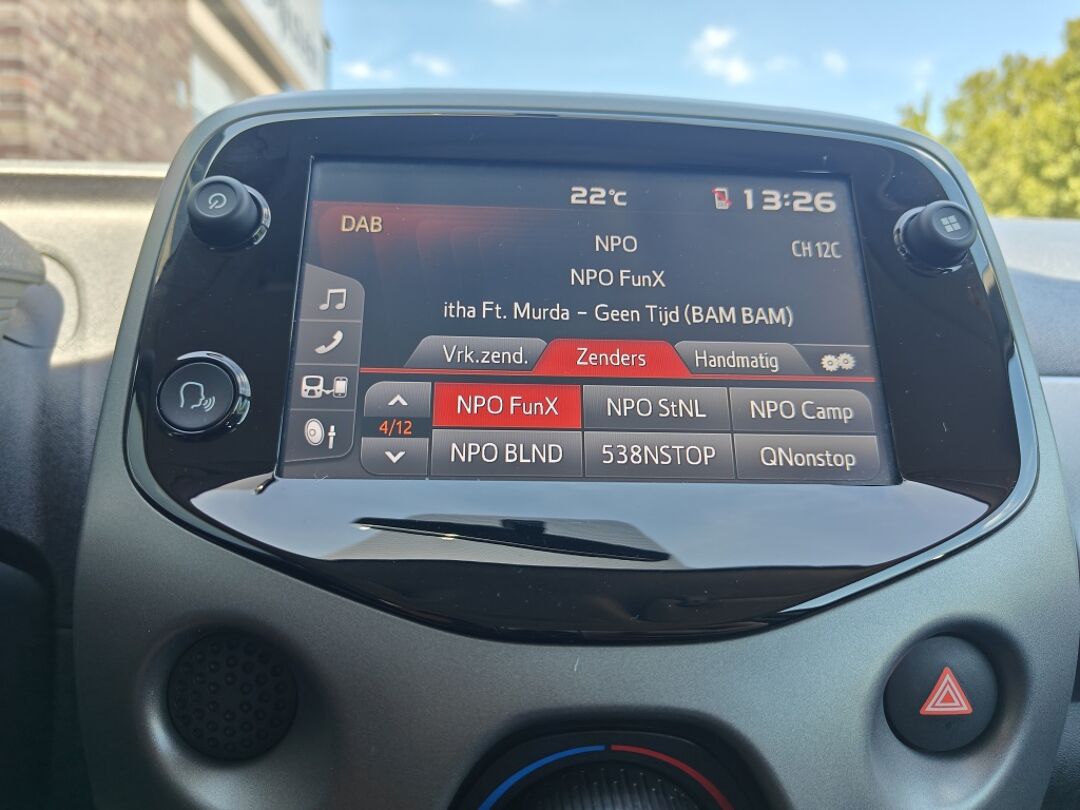 22°C 13:26
DAB
NPO
CH 12C
NPO FunX
itha Ft. Murda - Geen Tijd (BAM BAM)
Vrk.zend. Zenders Handmatig
NPO FunX NPO StNL NPO Camp
4/12
NPO BLND 538NSTOP QNonstop